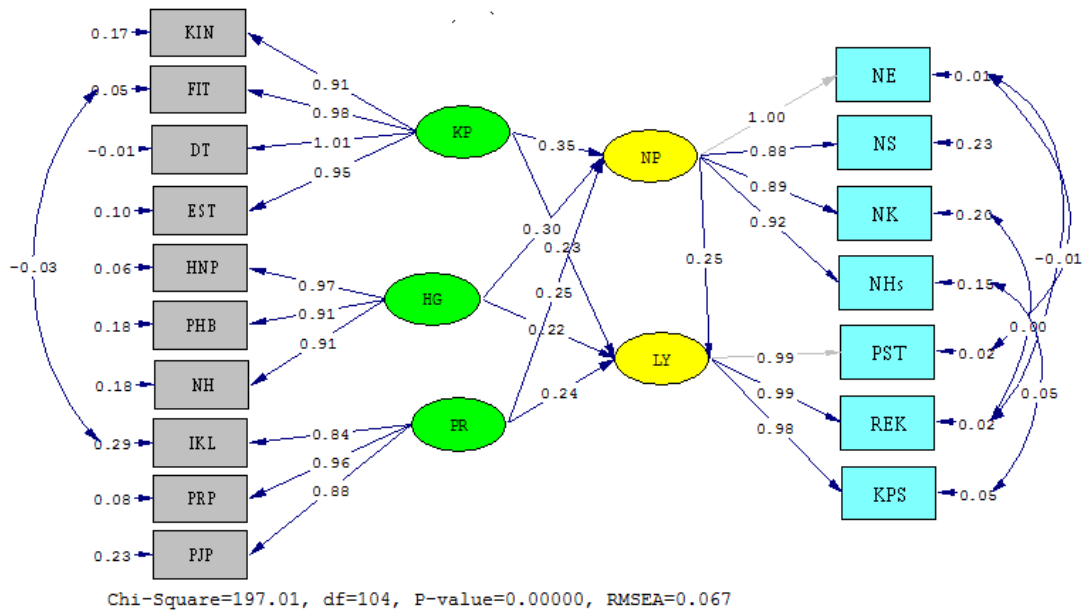 0.17 KIN
0.05 FIT
-0.01 DT
0.10 EST
0.06 HNP
0.18 PHB
0.18 NH
0.29 IKL
0.08 PRP
0.23 PJP
-0.03
0.91
0.98
1.01
0.95
0.97
0.91
0.91
0.84
0.96
0.88
KP
HG
PR
0.35
0.30
0.23
0.25
0.22
0.24
NP
LY
0.25
1.00
0.88
0.89
0.92
0.99
0.99
0.98
NE 0.01
NS 0.23
NK 0.20
NHs 0.15
PST 0.02
REK 0.02
KPS 0.05
-0.01
0.00
0.05
Chi-Square=197.01, df=104, P-value=0.00000, RMSEA=0.067